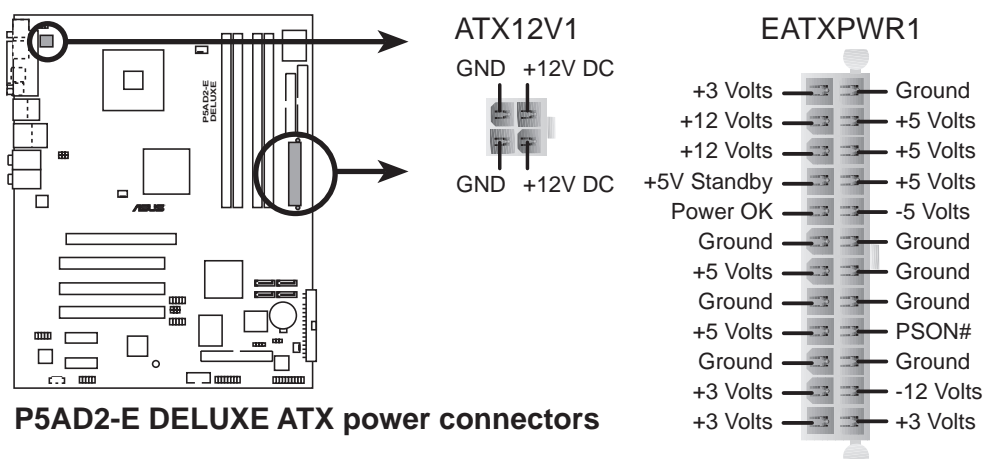 ATX12V1
GND +12V DC
GND +12V DC
EATXPWR1
+3 Volts Ground
+12 Volts +5 Volts
+12 Volts +5 Volts
+5V Standby +5 Volts
Power OK -5 Volts
Ground Ground
+5 Volts Ground
Ground Ground
+5 Volts PSON#
Ground Ground
+3 Volts -12 Volts
+3 Volts +3 Volts
P5AD2-E
DELUXE
ASUS
P5AD2-E DELUXE ATX power connectors